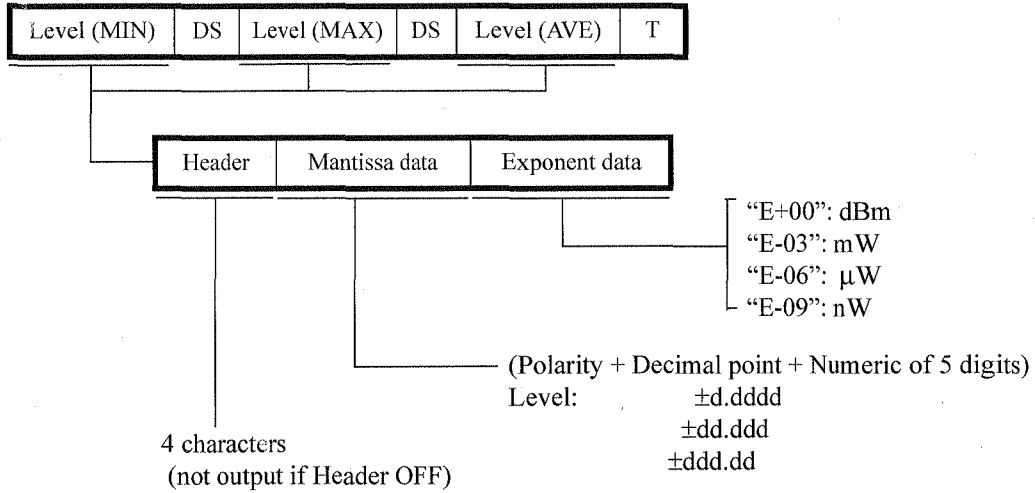 Level (MIN) DS Level (MAX) DS Level (AVE) T
Header Mantissa data Exponent data
“E+00”: dBm
“E-03”: mW
“E-06”: μW
“E-09”: nW
(Polarity + Decimal point + Numeric of 5 digits)
Level: ±d.dddd
±dd.ddd
±ddd.dd
4 characters
(not output if Header OFF)